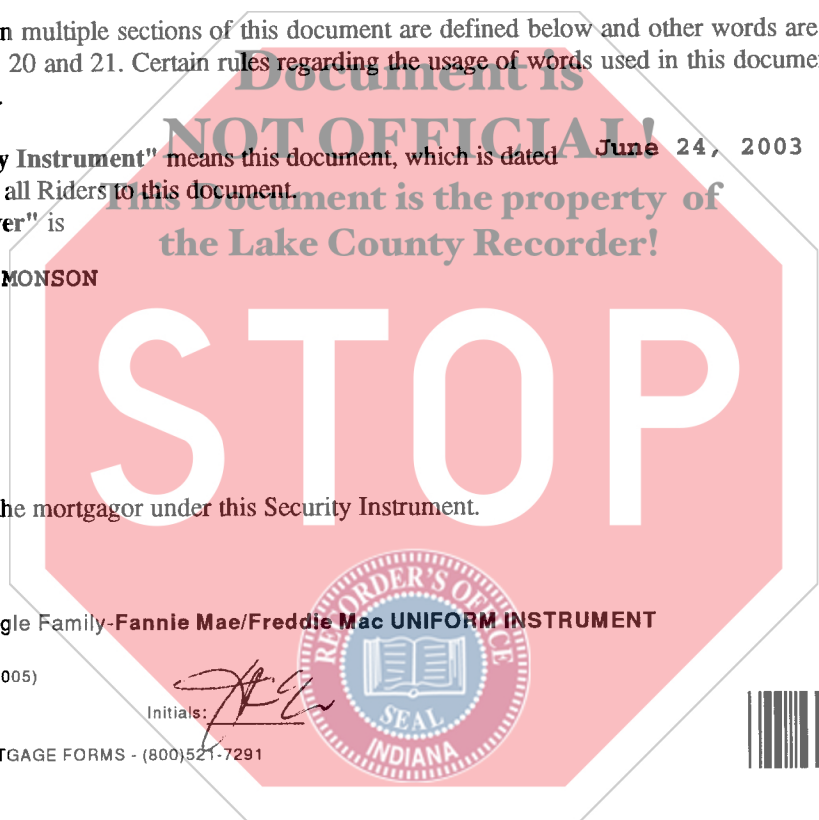 n multiple sections of this document are defined below and other words are
Document is
20 and 21. Certain rules regarding the usage of words used in this docume
NOT OFFICIAL!
y Instrument" means this document, which is dated June 24, 2003
all Riders to this document.
This Document is the property of
er" is
the Lake County Recorder!
MONSON
STOP
he mortgagor under this Security Instrument.
RECORDER'S OFFICE
gle Family-Fannie Mae/Freddie Mac UNIFORM INSTRUMENT
005)
Initials:
SEAL
INDIANA
TGAGE FORMS - (800)521-7291